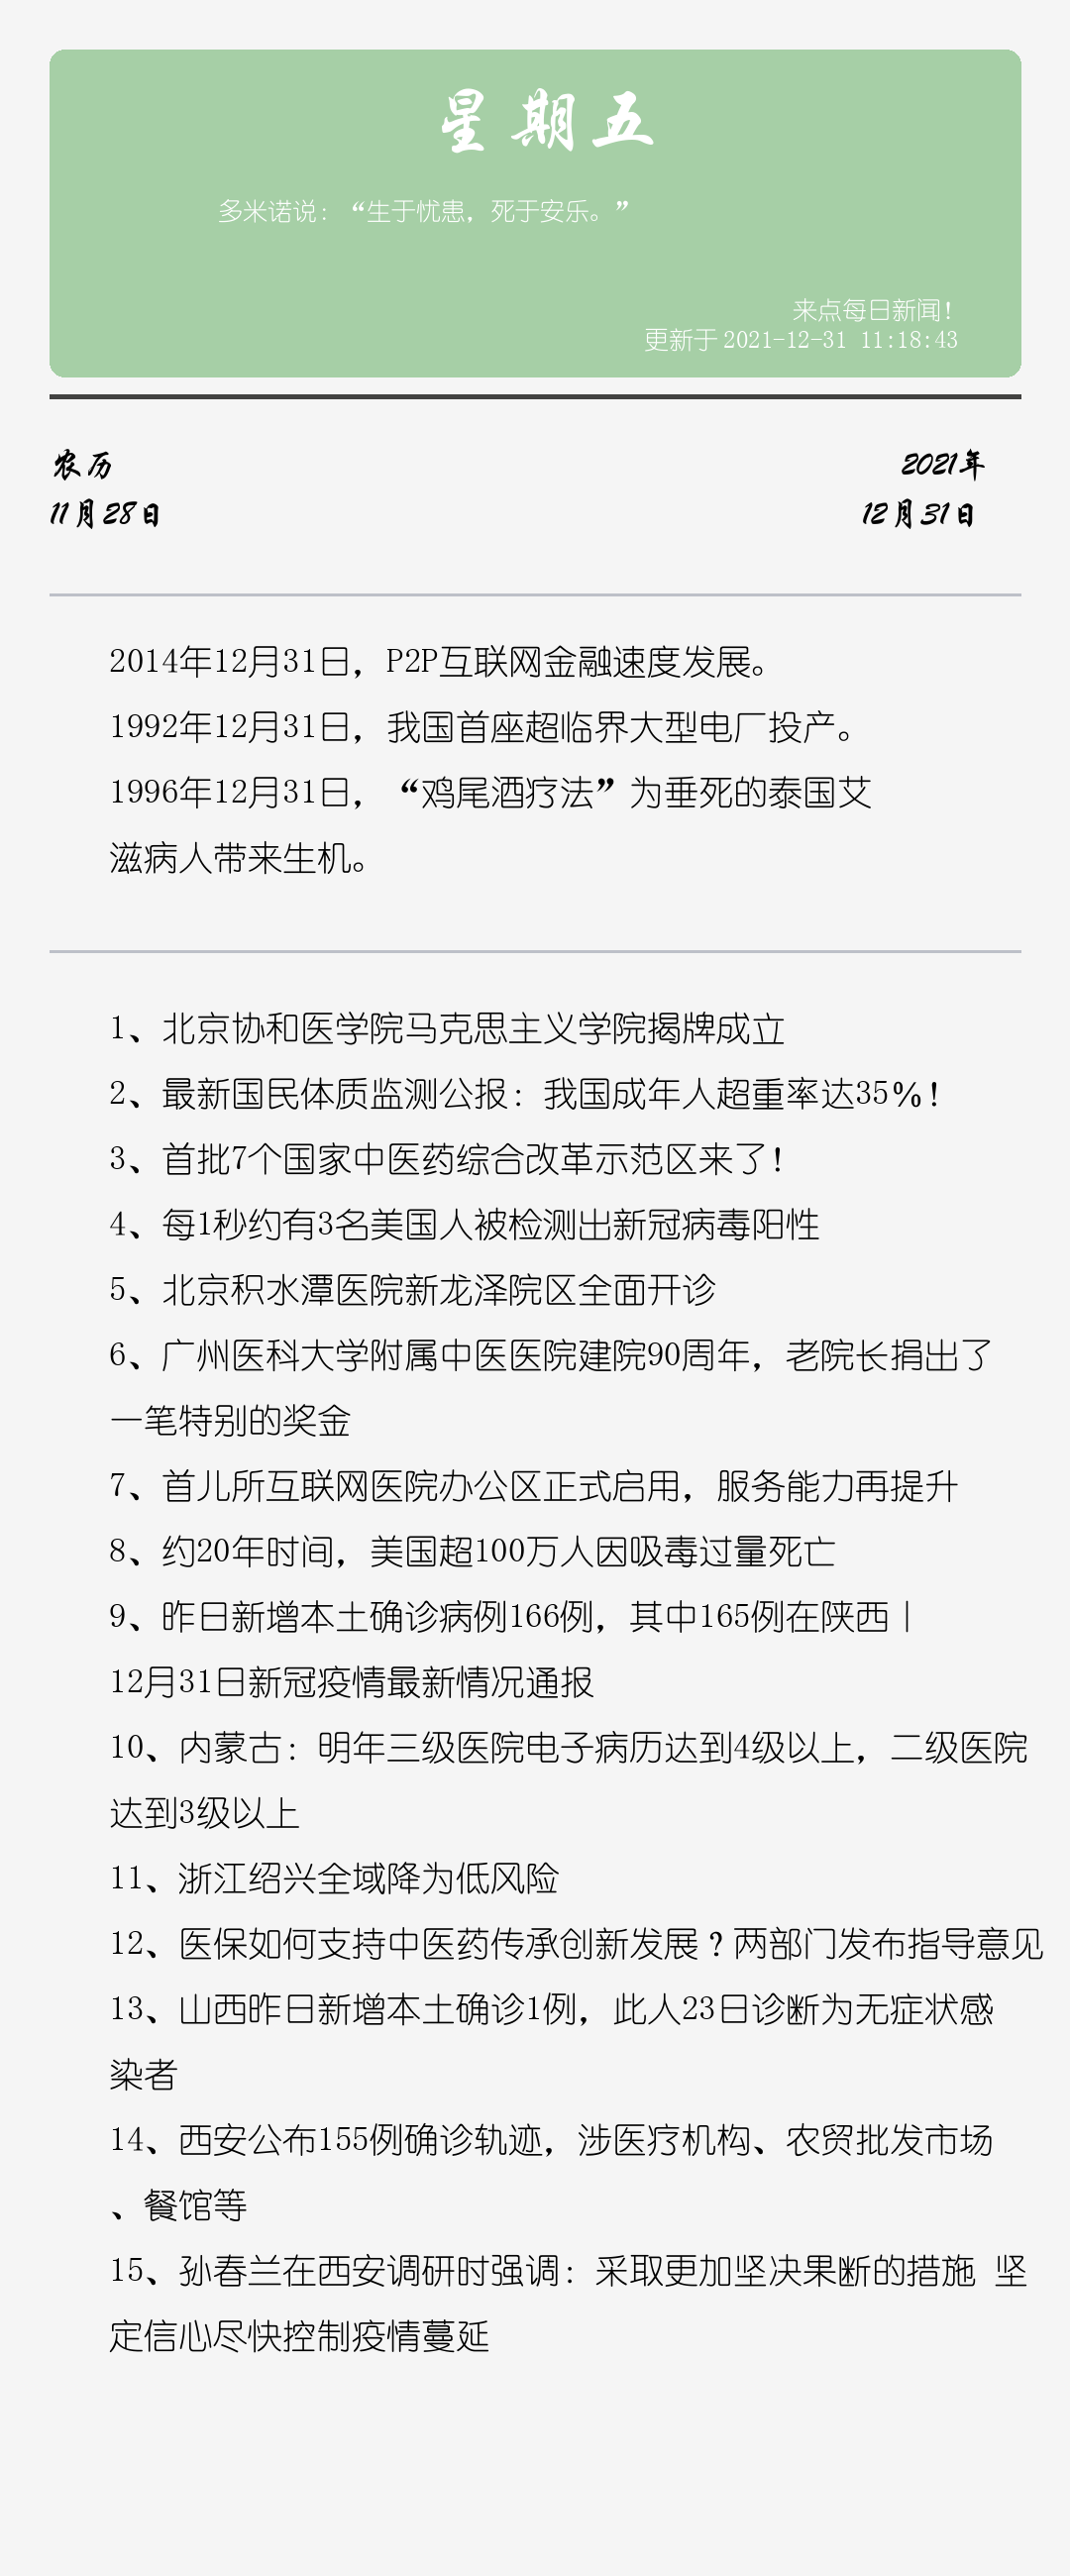 星期五
多米诺说：“生于忧患，死于安乐。”
来点每日新闻！
更新于 2021-12-31 11:18:43
农历
2021年
11月28日
12月31日
2014年12月31日，P2P互联网金融速度发展。
1992年12月31日，我国首座超临界大型电厂投产。
1996年12月31日，“鸡尾酒疗法”为垂死的泰国艾
滋病人带来生机。
1、北京协和医学院马克思主义学院揭牌成立
2、最新国民体质监测公报：我国成年人超重率达35%！
3、首批7个国家中医药综合改革示范区来了！
4、每1秒约有3名美国人被检测出新冠病毒阳性
5、北京积水潭医院新龙泽院区全面开诊
6、广州医科大学附属中医医院建院90周年，老院长捐出了
一笔特别的奖金
7、首儿所互联网医院办公区正式启用，服务能力再提升
8、约20年时间，美国超100万人因吸毒过量死亡
9、昨日新增本土确诊病例166例，其中165例在陕西丨
12月31日新冠疫情最新情况通报
10、内蒙古：明年三级医院电子病历达到4级以上，二级医院
达到3级以上
11、浙江绍兴全域降为低风险
12、医保如何支持中医药传承创新发展？两部门发布指导意见
13、山西昨日新增本土确诊1例，此人23日诊断为无症状感
染者
14、西安公布155例确诊轨迹，涉医疗机构、农贸批发市场
、餐馆等
15、孙春兰在西安调研时强调：采取更加坚决果断的措施 坚
定信心尽快控制疫情蔓延